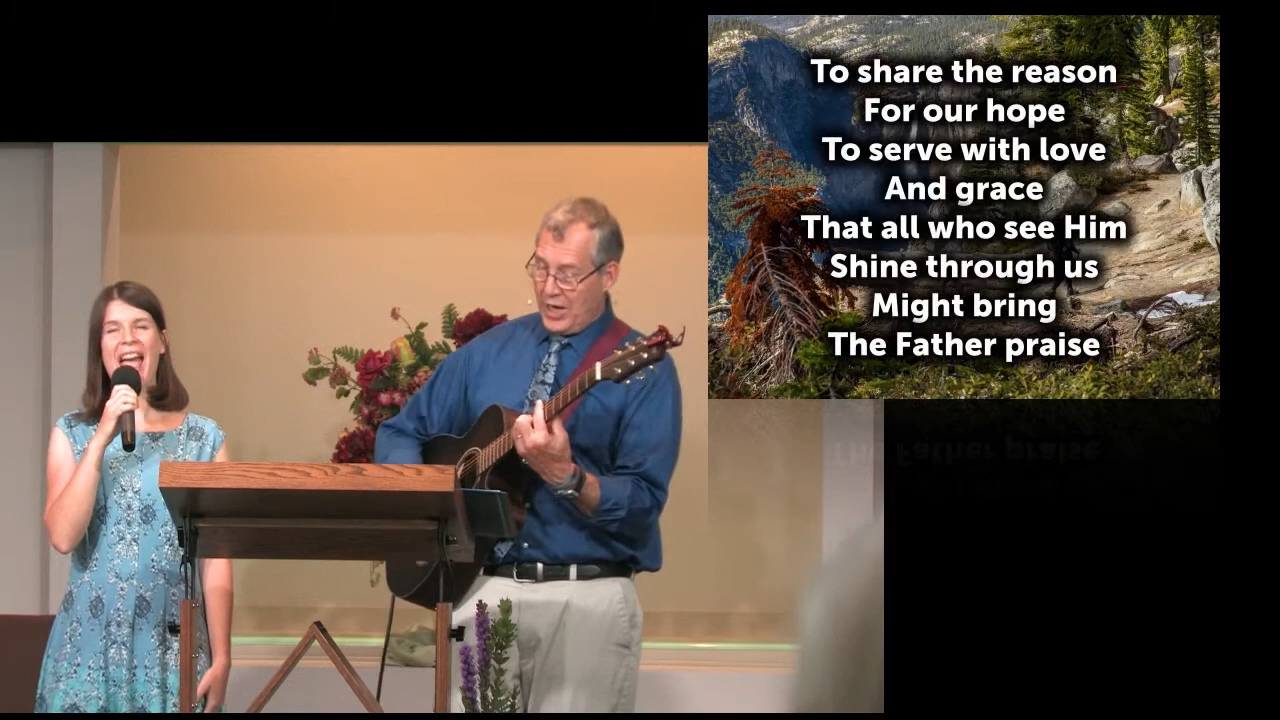 To share the reason
For our hope
To serve with love
And grace
That all who see Him
Shine through us
Might bring
The Father praise